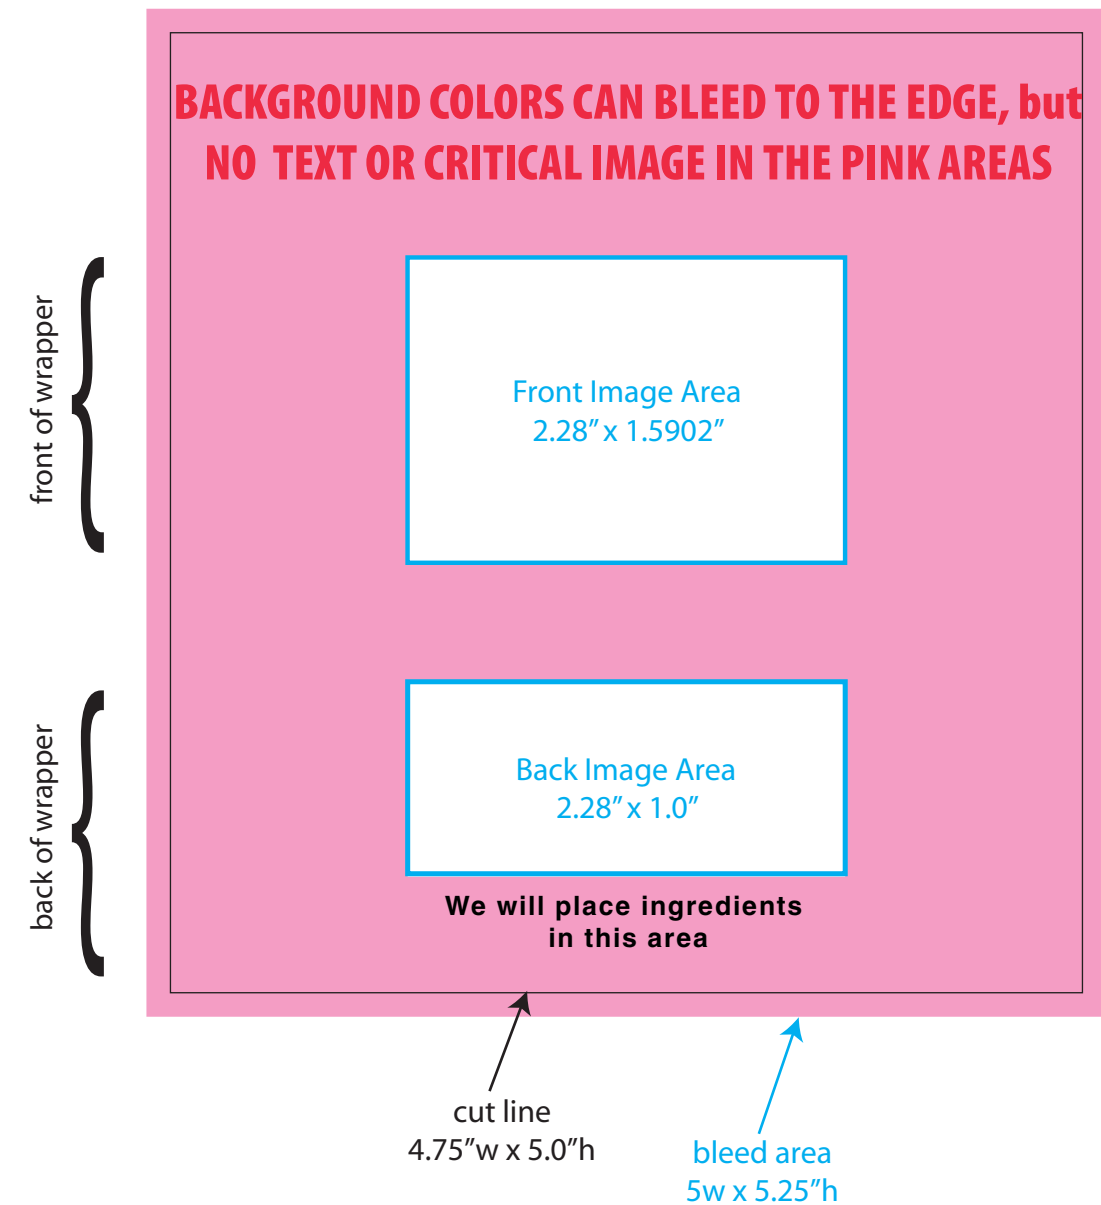 BACKGROUND COLORS CAN BLEED TO THE EDGE, but
NO TEXT OR CRITICAL IMAGE IN THE PINK AREAS
front of wrapper
Front Image Area
2.28” x 1.5902”
back of wrapper
Back Image Area
2.28” x 1.0”
We will place ingredients
in this area
cut line
4.75”w x 5.0”h
bleed area
5w x 5.25”h